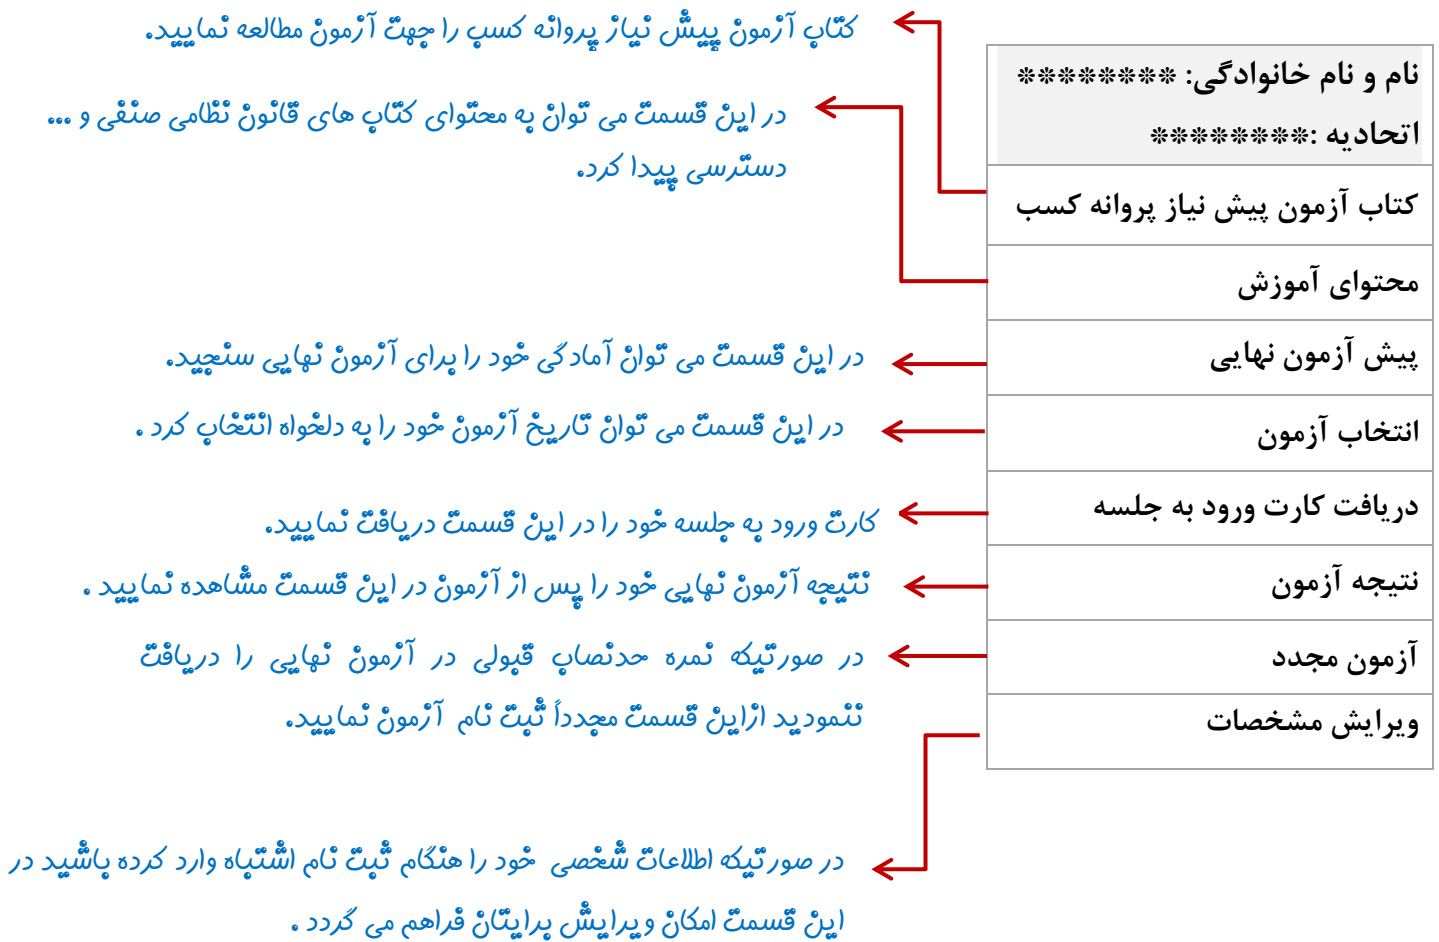 نام و نام خانوادگی: ********
اتحادیه :********
کتاب آزمون پیش نیاز پروانه کسب
کتاب آزمون پیش نیاز پروانه کسب را جهت آزمون مطالعه نمایید.
محتوای آموزش
در این قسمت می توان به محتوای کتاب های قانون نظامی صنفی و ...
دسترسی پیدا کرد.
پیش آزمون نهایی
در این قسمت می توان آمادگی خود را برای آزمون نهایی سنجید.
انتخاب آزمون
در این قسمت می توان تاریخ آزمون خود را به دلخواه انتخاب کرد .
دریافت کارت ورود به جلسه
کارت ورود به جلسه خود را در این قسمت دریافت نمایید.
نتیجه آزمون
نتیجه آزمون نهایی خود را پس از آزمون در این قسمت مشاهده نمایید .
آزمون مجدد
در صورتیکه نمره حدنصاب قبولی در آزمون نهایی را دریافت
ننمودید ازاین قسمت مجدداً ثبت نام آزمون نمایید.
ویرایش مشخصات
در صورتیکه اطلاعات شخصی خود را هنگام ثبت نام اشتباه وارد کرده باشید در
این قسمت امکان ویرایش برایتان فراهم می گردد .